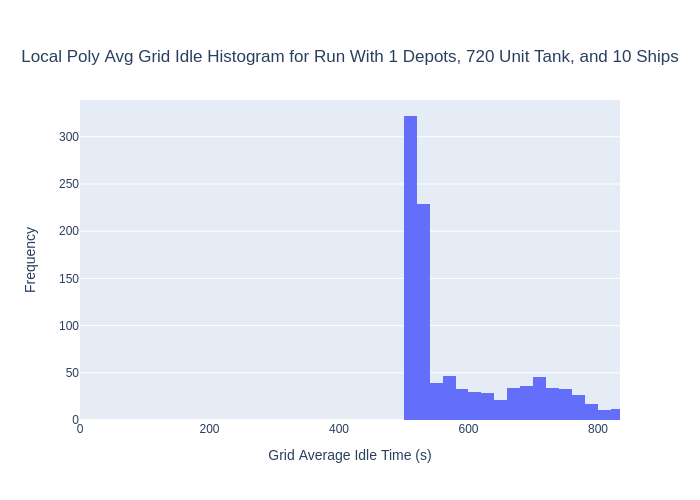 Local Poly Avg Grid Idle Histogram for Run With 1 Depots, 720 Unit Tank, and 10 Ships
300
250
200
150
100
50
0
Frequency
0 200 400 600 800
Grid Average Idle Time (s)